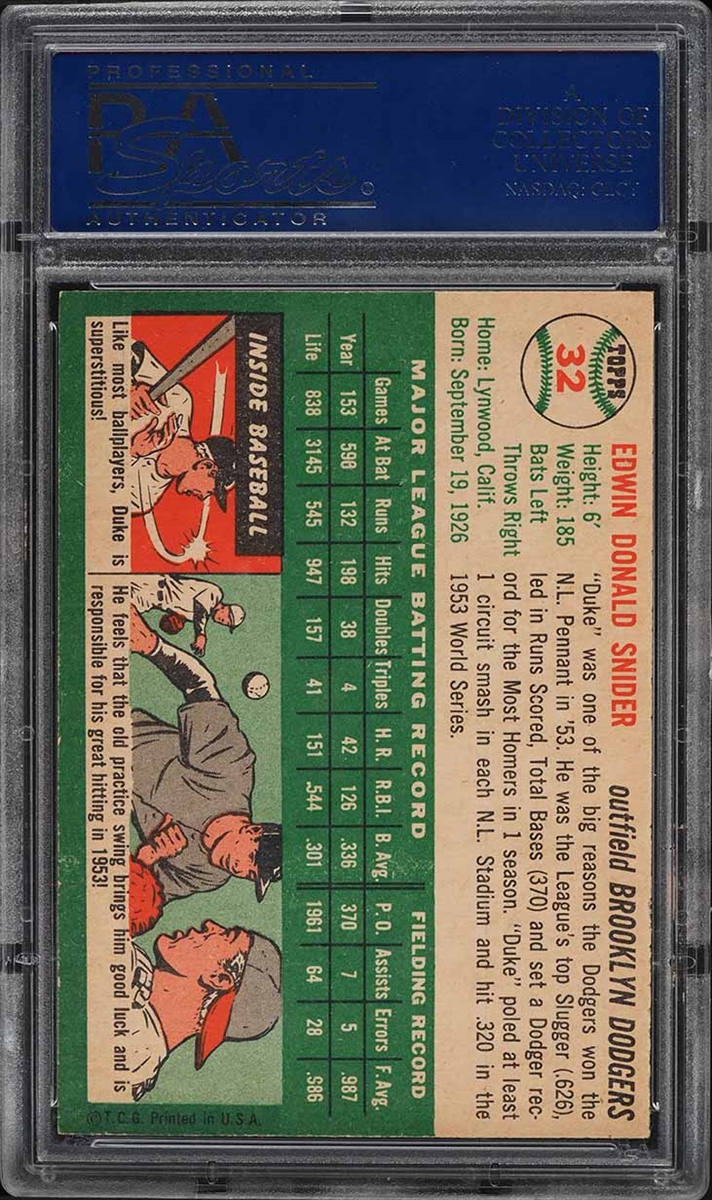 PROFESSIONAL
PSA
Sports ®
AUTHENTICATOR
A
DIVISION OF
COLLECTORS
UNIVERSE
NASDAQ: CLCT
TOPPS
32
EDWIN DONALD SNIDER outfield BROOKLYN DODGERS
Height: 6'
Weight: 185
Bats Left
Throws Right
Home: Lynwood, Calif.
Born: September 19, 1926
"Duke" was one of the big reasons the Dodgers won the
N.L. Pennant in '53. He was the League's top Slugger (.626),
led in Runs Scored, Total Bases (370) and set a Dodger rec-
ord for the Most Homers in 1 season. "Duke" poled at least
1 circuit smash in each N.L. Stadium and hit .320 in the
1953 World Series.
MAJOR LEAGUE BATTING RECORD FIELDING RECORD
Games At Bat Runs Hits Doubles Triples H.R. R.B.I. B. Avg. P.O. Assists Errors F. Avg.
Year 153 590 132 198 38 4 42 126 .336 370 7 5 .987
Life 838 3145 545 947 157 41 151 .544 .301 1961 64 28 .986
INSIDE BASEBALL
Like most ballplayers, Duke is
superstitous!
He feels that the old practice swing brings him good luck and is
responsible for his great hitting in 1953!
©T.C.G. Printed in U.S.A.